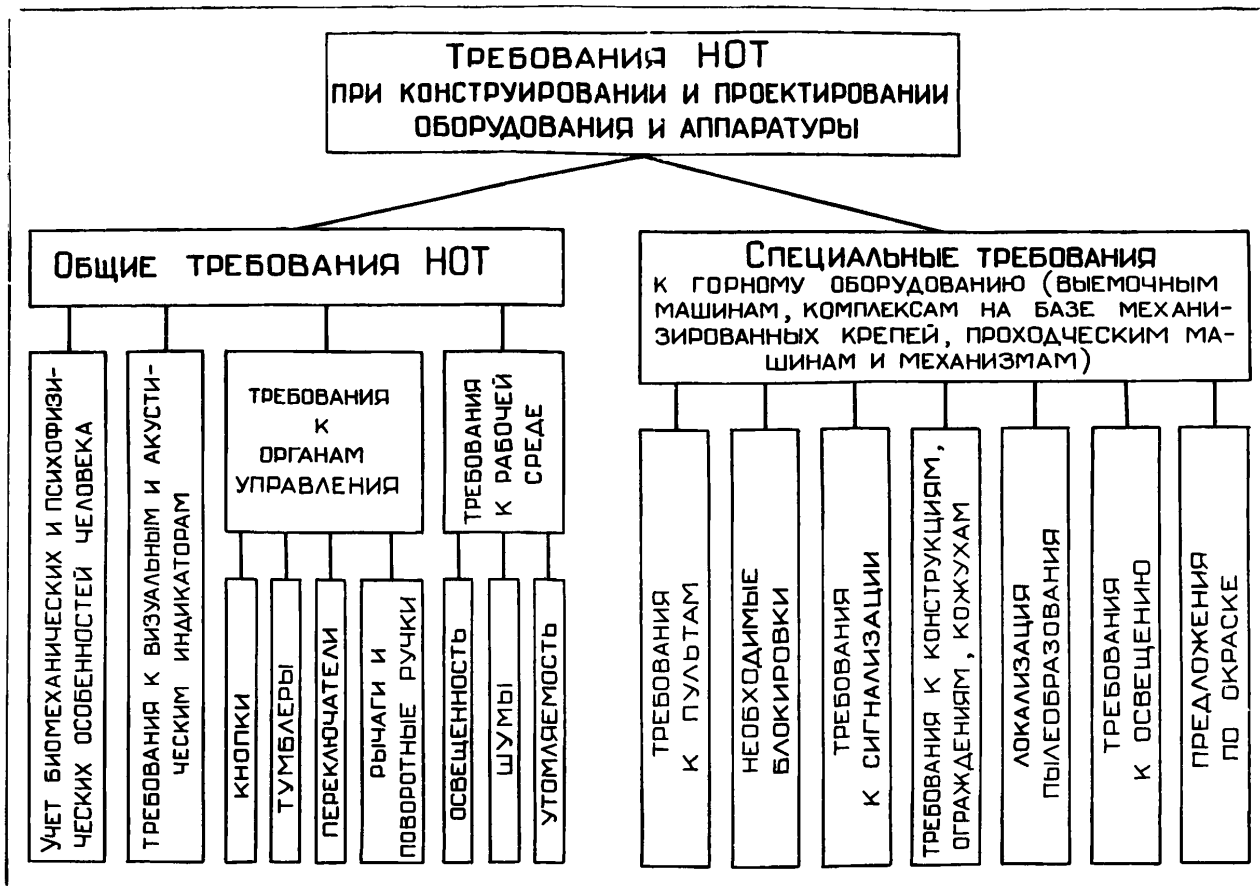 ТРЕБОВАНИЯ НОТ
ПРИ КОНСТРУИРОВАНИИ И ПРОЕКТИРОВАНИИ
ОБОРУДОВАНИЯ И АППАРАТУРЫ
ОБЩИЕ ТРЕБОВАНИЯ НОТ
УЧЕТ БИОМЕХАНИЧЕСКИХ И ПСИХОФИЗИ-
ЧЕСКИХ ОСОБЕННОСТЕЙ ЧЕЛОВЕКА
ТРЕБОВАНИЯ К ВИЗУАЛЬНЫМ И АКУСТИ-
ЧЕСКИМ ИНДИКАТОРАМ
ТРЕБОВАНИЯ
К
ОРГАНАМ
УПРАВЛЕНИЯ
КНОПКИ
ТУМБЛЕРЫ
ПЕРЕКЛЮЧАТЕЛИ
РЫЧАГИ И
ПОВОРОТНЫЕ РУЧКИ
ТРЕБОВАНИЯ
К РАБОЧЕЙ
СРЕДЕ
ОСВЕЩЕННОСТЬ
ШУМЫ
УТОМЛЯЕМОСТЬ
СПЕЦИАЛЬНЫЕ ТРЕБОВАНИЯ
К ГОРНОМУ ОБОРУДОВАНИЮ (ВЫЕМОЧНЫМ
МАШИНАМ, КОМПЛЕКСАМ НА БАЗЕ МЕХАНИ-
ЗИРОВАННЫХ КРЕПЕЙ, ПРОХОДЧЕСКИМ МА-
ШИНАМ И МЕХАНИЗМАМ)
ТРЕБОВАНИЯ
К ПУЛЬТАМ
НЕОБХОДИМЫЕ
БЛОКИРОВКИ
ТРЕБОВАНИЯ
К СИГНАЛИЗАЦИИ
ТРЕБОВАНИЯ К КОНСТРУКЦИЯМ,
ОГРАЖДЕНИЯМ, КОЖУХАМ
ЛОКАЛИЗАЦИЯ
ПЫЛЕОБРАЗОВАНИЯ
ТРЕБОВАНИЯ
К ОСВЕЩЕНИЮ
ПРЕДЛОЖЕНИЯ
ПО ОКРАСКЕ